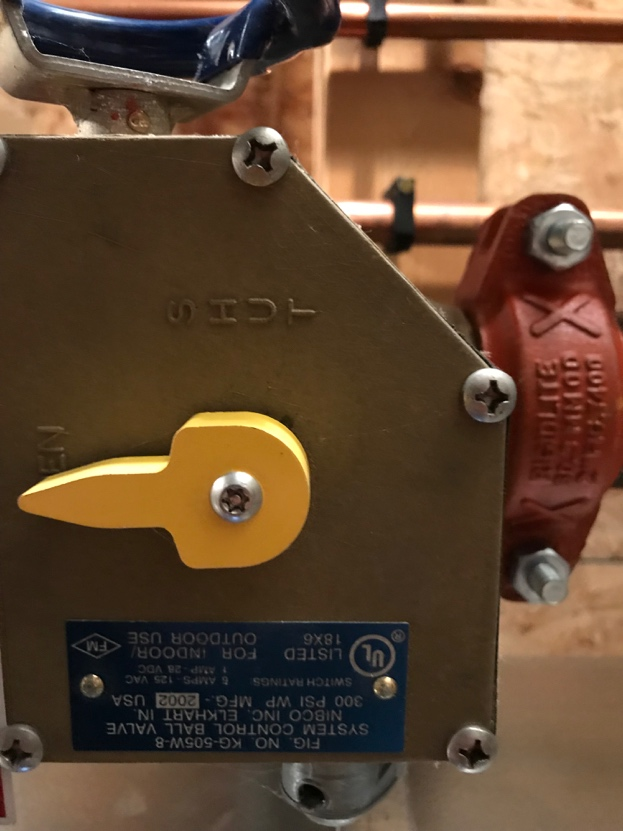 SHUT
EN
FIG. NO KG-505W-8
SYSTEM CONTROL BALL VALVE
NIBCO INC. ELKHART IN.
300 PSI WP MFG.- 2002 USA
SWITCH RATINGS: 5 AMPS - 125 VAC
1 AMP - 28 VDC
UL
®
LISTED
18X6
FOR INDOOR/
OUTDOOR USE
FM